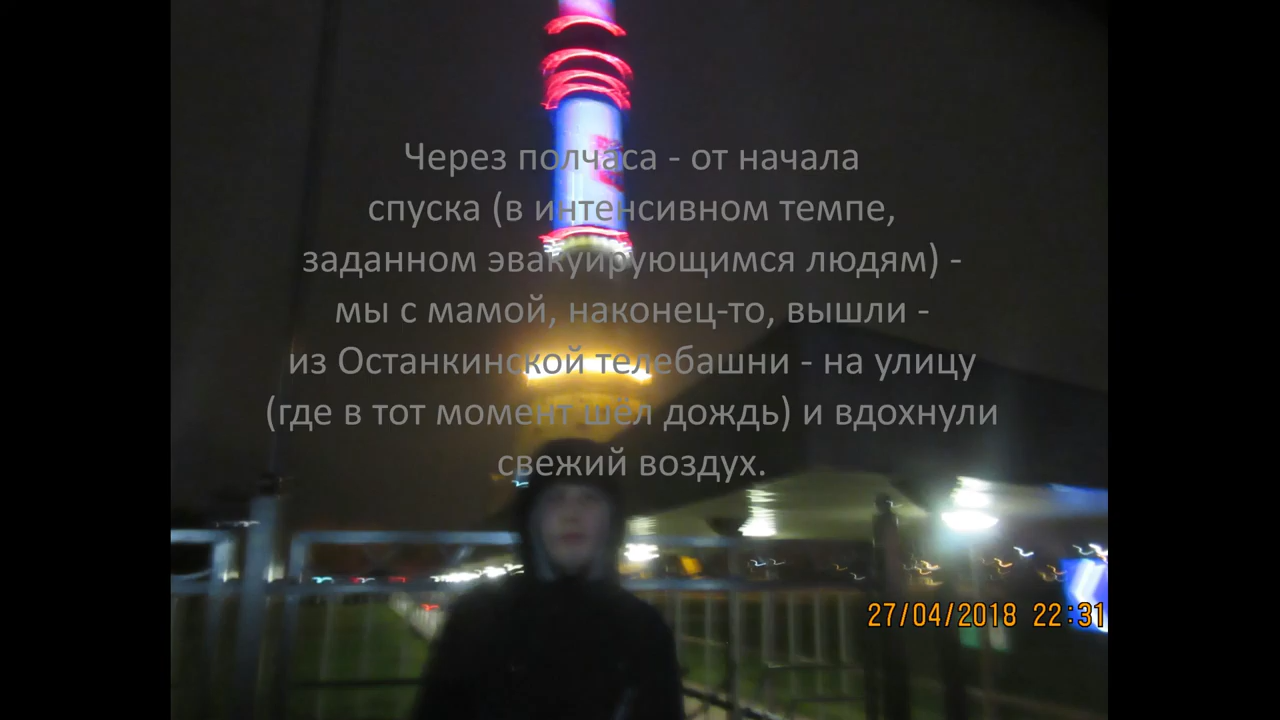 Через полчаса - от начала
спуска (в интенсивном темпе,
заданном эвакуирующимся людям) -
мы с мамой, наконец-то, вышли -
из Останкинской телебашни - на улицу
(где в тот момент шёл дождь) и вдохнули
свежий воздух.
27/04/2018 22:31